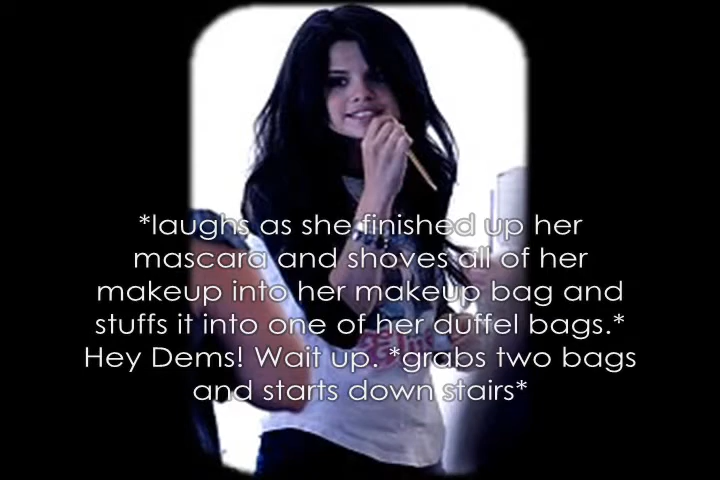 *laughs as she finished up her
mascara and shoves all of her
makeup into her makeup bag and
stuffs it into one of her duffel bags.*
Hey Dems! Wait up. *grabs two bags
and starts down stairs*